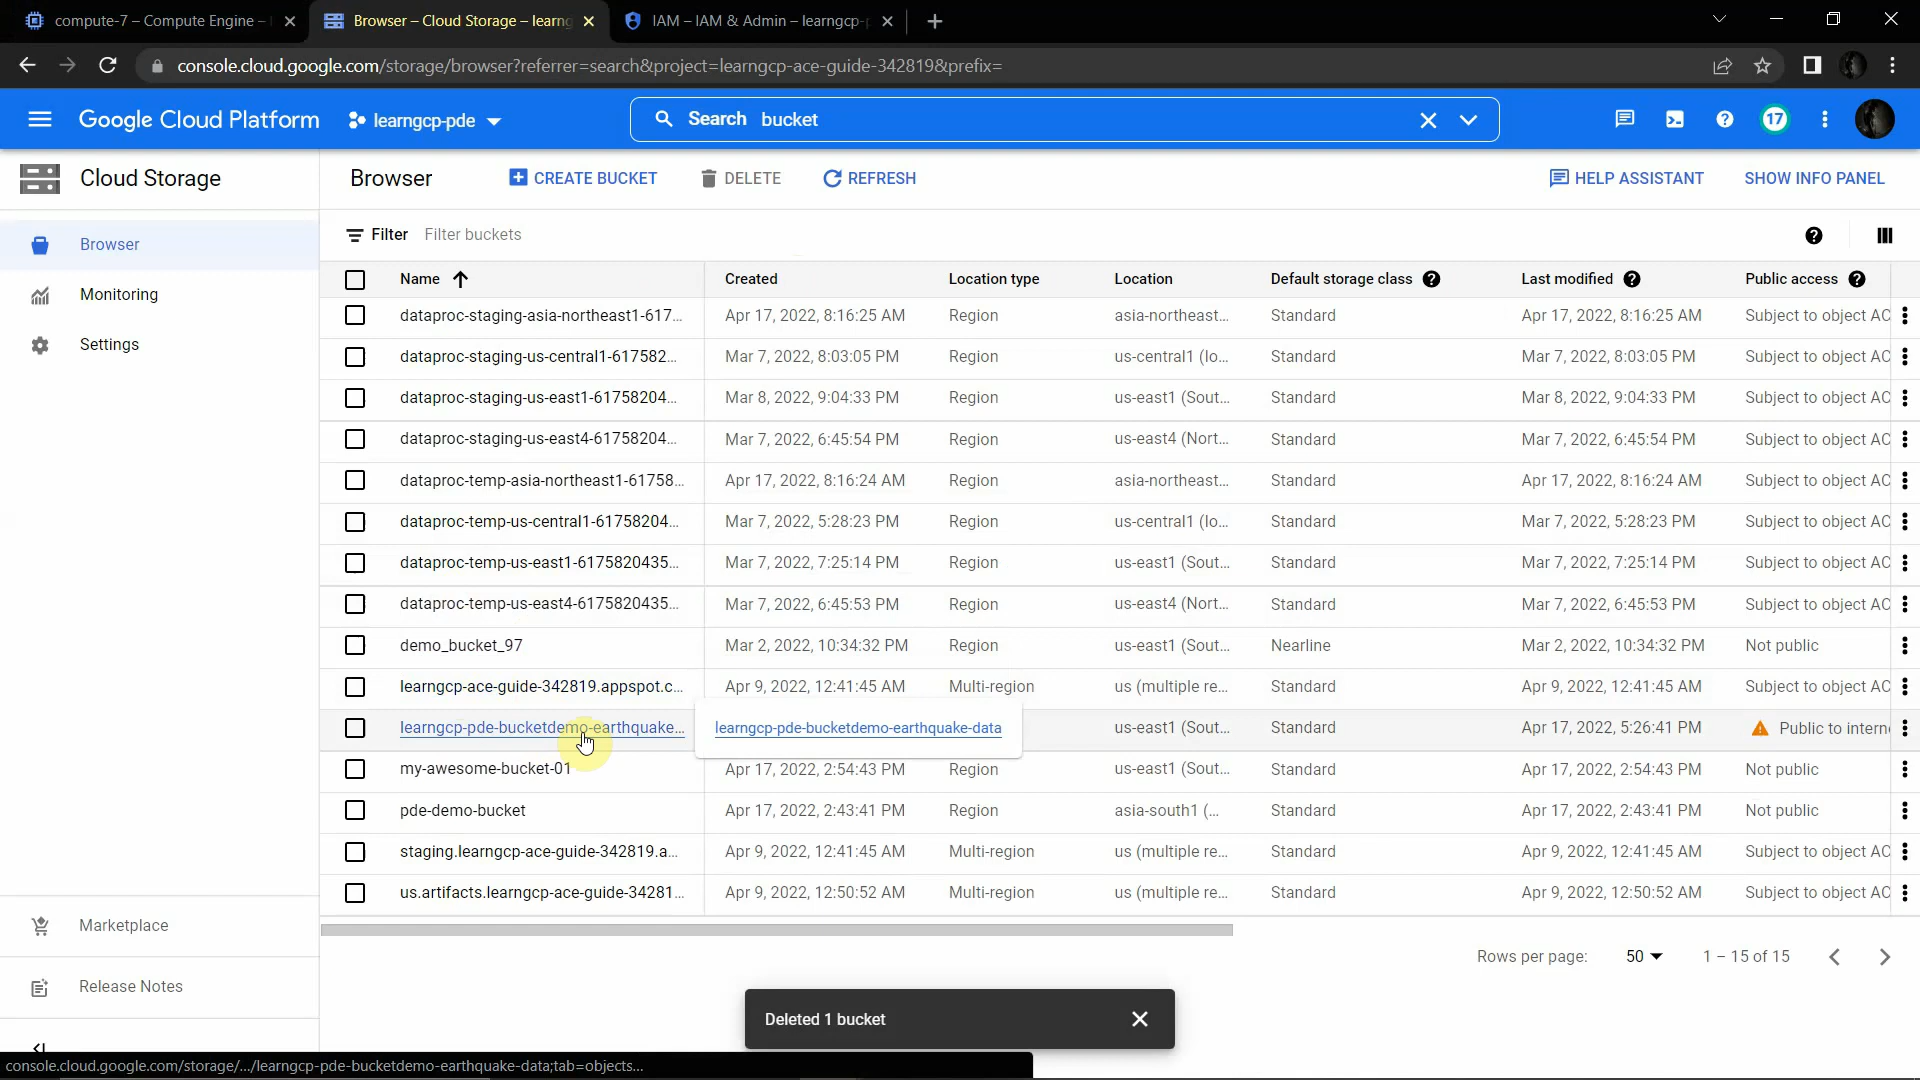 compute-7 – Compute Engine –
Browser – Cloud Storage – learng
IAM – IAM & Admin – learngcp-p
console.cloud.google.com/storage/browser?referrer=search&project=learngcp-ace-guide-342819&prefix=
Google Cloud Platform
learngcp-pde
Search bucket
17
Cloud Storage
Browser
CREATE BUCKET
DELETE
REFRESH
HELP ASSISTANT
SHOW INFO PANEL
Browser
Monitoring
Settings
Marketplace
Release Notes
Filter Filter buckets
Name Created Location type Location Default storage class Last modified Public access
dataproc-staging-asia-northeast1-617... Apr 17, 2022, 8:16:25 AM Region asia-northeast... Standard Apr 17, 2022, 8:16:25 AM Subject to object AC
dataproc-staging-us-central1-617582... Mar 7, 2022, 8:03:05 PM Region us-central1 (Io... Standard Mar 7, 2022, 8:03:05 PM Subject to object AC
dataproc-staging-us-east1-61758204... Mar 8, 2022, 9:04:33 PM Region us-east1 (Sout... Standard Mar 8, 2022, 9:04:33 PM Subject to object AC
dataproc-staging-us-east4-61758204... Mar 7, 2022, 6:45:54 PM Region us-east4 (Nort... Standard Mar 7, 2022, 6:45:54 PM Subject to object AC
dataproc-temp-asia-northeast1-61758... Apr 17, 2022, 8:16:24 AM Region asia-northeast... Standard Apr 17, 2022, 8:16:24 AM Subject to object AC
dataproc-temp-us-central1-61758204... Mar 7, 2022, 5:28:23 PM Region us-central1 (Io... Standard Mar 7, 2022, 5:28:23 PM Subject to object AC
dataproc-temp-us-east1-6175820435... Mar 7, 2022, 7:25:14 PM Region us-east1 (Sout... Standard Mar 7, 2022, 7:25:14 PM Subject to object AC
dataproc-temp-us-east4-6175820435... Mar 7, 2022, 6:45:53 PM Region us-east4 (Nort... Standard Mar 7, 2022, 6:45:53 PM Subject to object AC
demo_bucket_97 Mar 2, 2022, 10:34:32 PM Region us-east1 (Sout... Nearline Mar 2, 2022, 10:34:32 PM Not public
learngcp-ace-guide-342819.appspot.c... Apr 9, 2022, 12:41:45 AM Multi-region us (multiple re... Standard Apr 9, 2022, 12:41:45 AM Subject to object AC
learngcp-pde-bucketdemo-earthquake... learngcp-pde-bucketdemo-earthquake-data us-east1 (Sout... Standard Apr 17, 2022, 5:26:41 PM Public to intern
my-awesome-bucket-01 Apr 17, 2022, 2:54:43 PM Region us-east1 (Sout... Standard Apr 17, 2022, 2:54:43 PM Not public
pde-demo-bucket Apr 17, 2022, 2:43:41 PM Region asia-south1 (... Standard Apr 17, 2022, 2:43:41 PM Not public
staging.learngcp-ace-guide-342819.a... Apr 9, 2022, 12:41:45 AM Multi-region us (multiple re... Standard Apr 9, 2022, 12:41:45 AM Subject to object AC
us.artifacts.learngcp-ace-guide-34281... Apr 9, 2022, 12:50:52 AM Multi-region us (multiple re... Standard Apr 9, 2022, 12:50:52 AM Subject to object AC
Rows per page: 50 1 – 15 of 15
Deleted 1 bucket
console.cloud.google.com/storage/.../learngcp-pde-bucketdemo-earthquake-data;tab=objects...